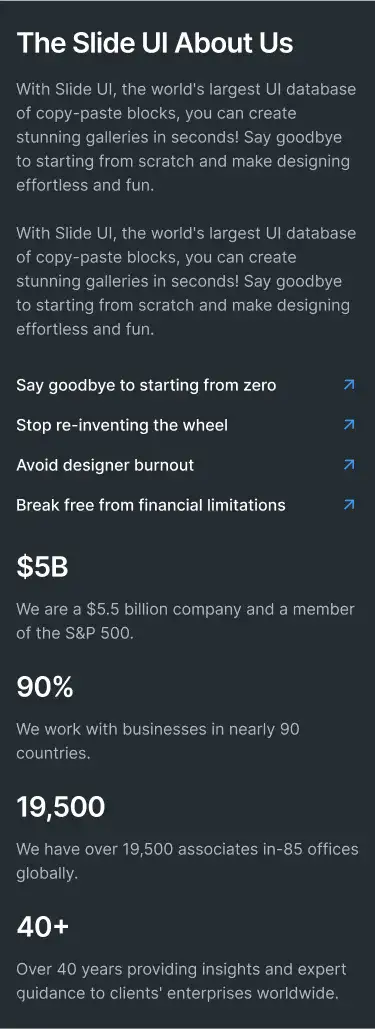 The Slide UI About Us
With Slide UI, the world's largest UI database
of copy-paste blocks, you can create
stunning galleries in seconds! Say goodbye
to starting from scratch and make designing
effortless and fun.
With Slide UI, the world's largest UI database
of copy-paste blocks, you can create
stunning galleries in seconds! Say goodbye
to starting from scratch and make designing
effortless and fun.
Say goodbye to starting from zero
Stop re-inventing the wheel
Avoid designer burnout
Break free from financial limitations
$5B
We are a $5.5 billion company and a member
of the S&P 500.
90%
We work with businesses in nearly 90
countries.
19,500
We have over 19,500 associates in-85 offices
globally.
40+
Over 40 years providing insights and expert
guidance to clients' enterprises worldwide.